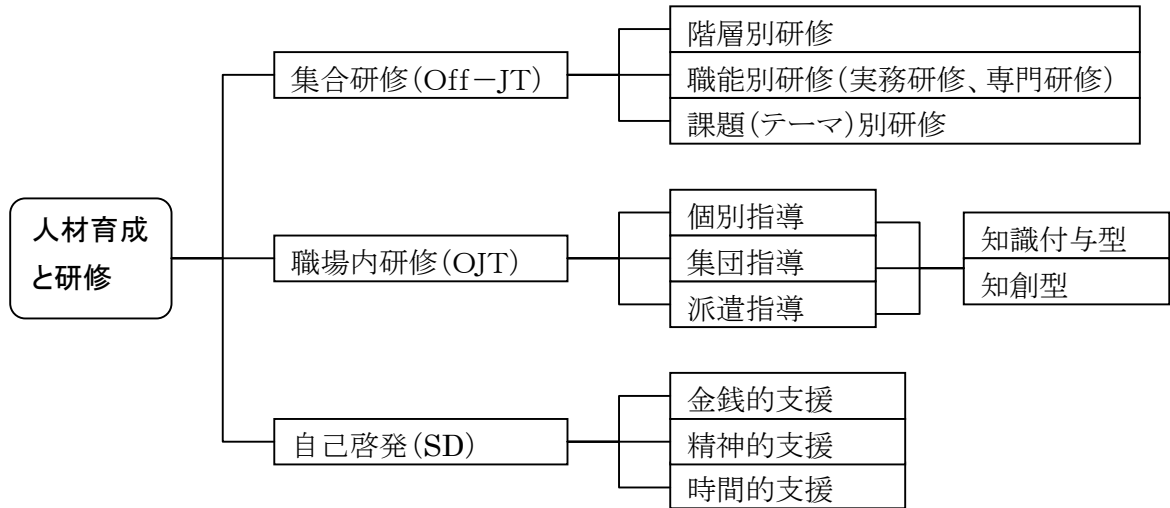 人材育成
と研修
集合研修(Off-JT)
階層別研修
職能別研修(実務研修、専門研修)
課題(テーマ)別研修
職場内研修(OJT)
個別指導
集団指導
派遣指導
知識付与型
知創型
自己啓発(SD)
金銭的支援
精神的支援
時間的支援